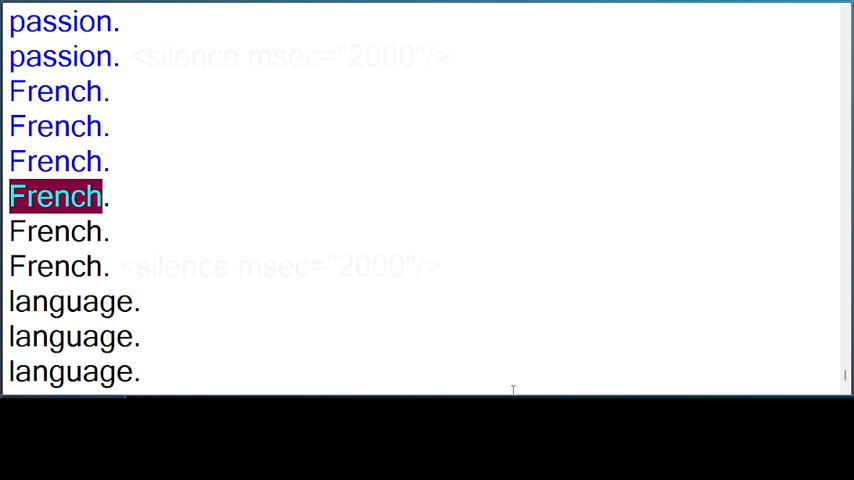 passion.
passion. <silence msec="2000"/>
French.
French.
French.
French.
French.
French. <silence msec="2000"/>
language.
language.
language.